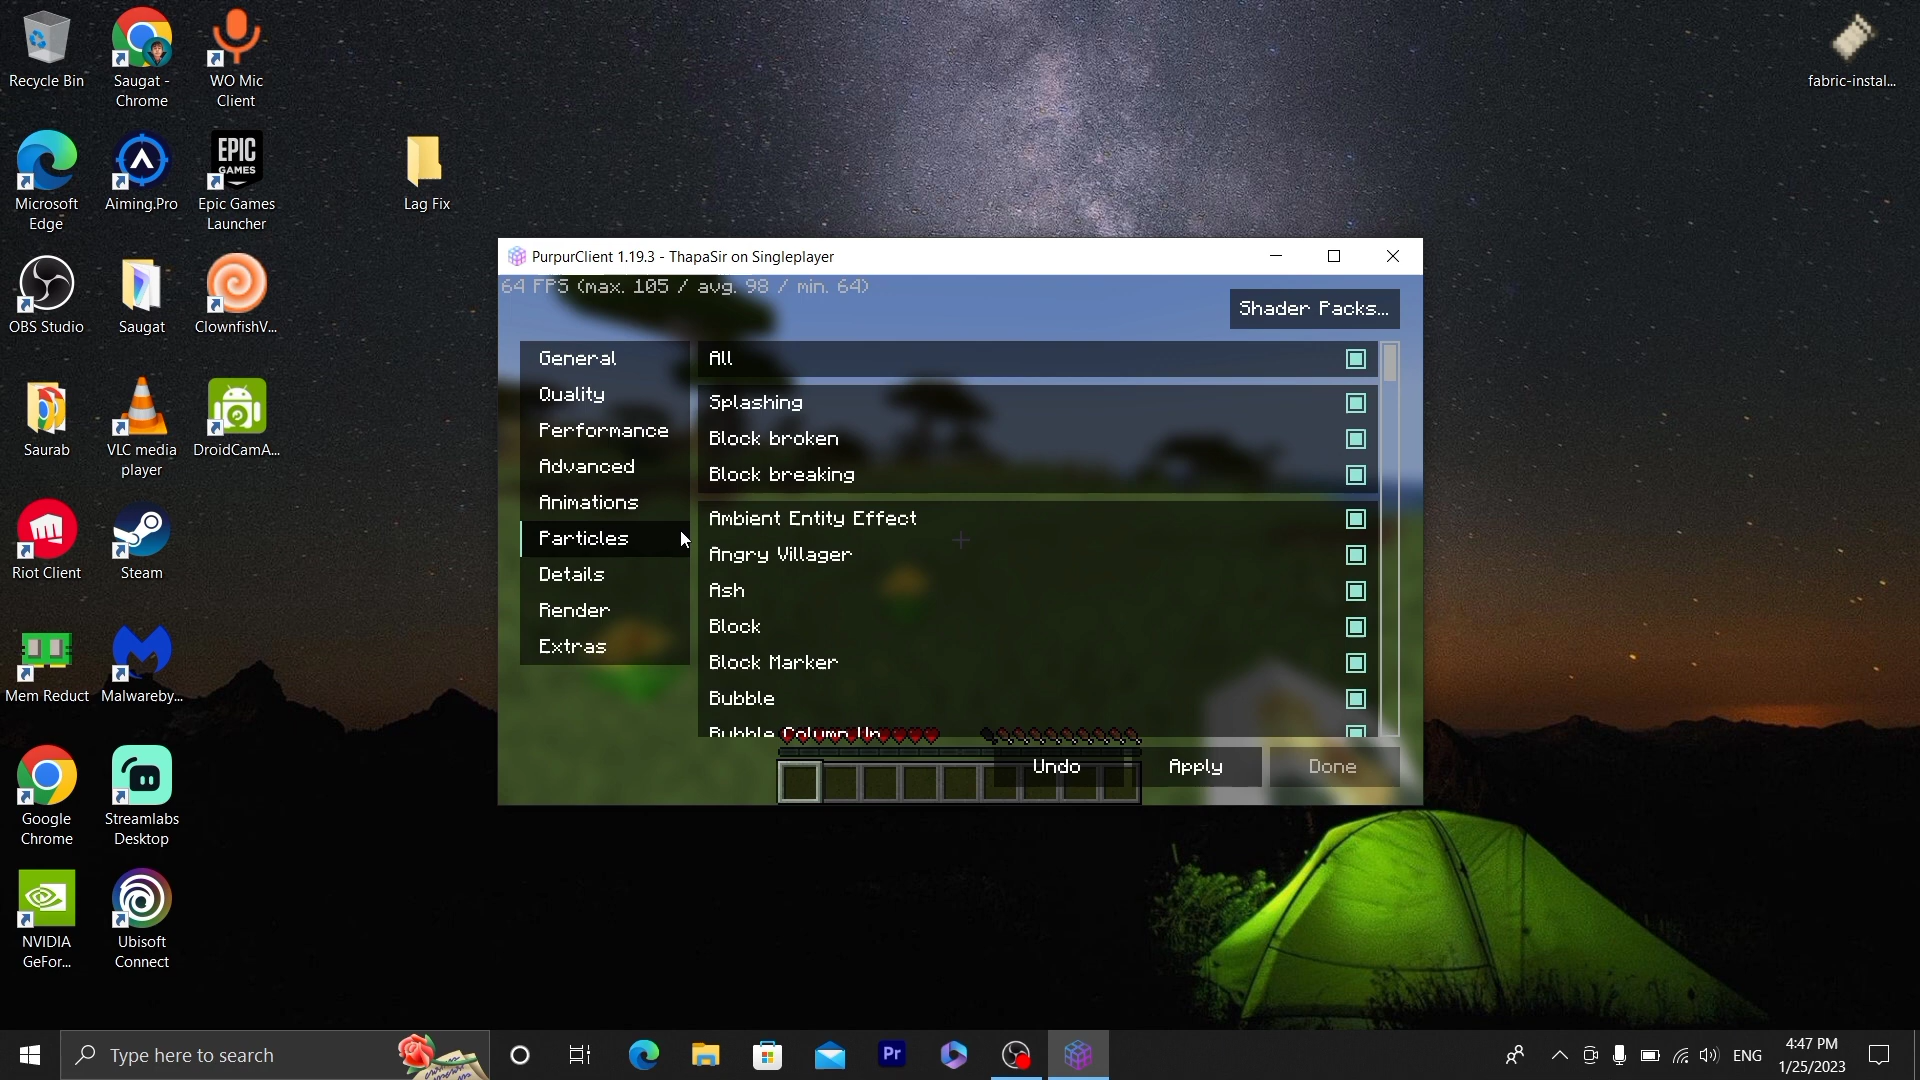 Recycle Bin
Saugat -
Chrome
WO Mic
Client
fabric-instal...
Microsoft
Edge
Aiming.Pro
EPIC
GAMES
Epic Games
Launcher
Lag Fix
OBS Studio
Saugat
ClownfishV...
Saurab
VLC media
player
DroidCamA...
Riot Client
Steam
Mem Reduct
Malwareby...
Google
Chrome
Streamlabs
Desktop
NVIDIA
GeFor...
Ubisoft
Connect
PurpurClient 1.19.3 - ThapaSir on Singleplayer
64 FPS (max. 105 / avg. 98 / min. 64)
Shader Packs...
General
Quality
Performance
Advanced
Animations
Particles
Details
Render
Extras
All
Splashing
Block broken
Block breaking
Ambient Entity Effect
Angry Villager
Ash
Block
Block Marker
Bubble
Bubble Column Up
Undo
Apply
Done
Type here to search
Pr
ENG
4:47 PM
1/25/2023